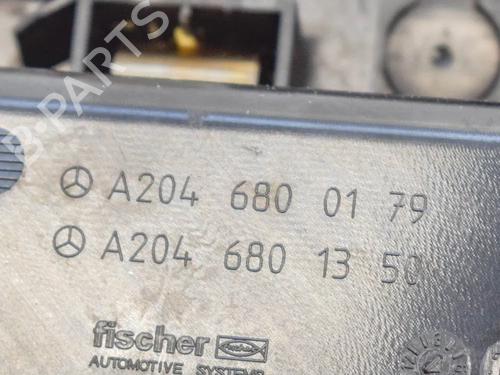 B-PARTS
A204 680 01 79
A204 680 13 50
fischer
AUTOMOTIVE SYSTEMS